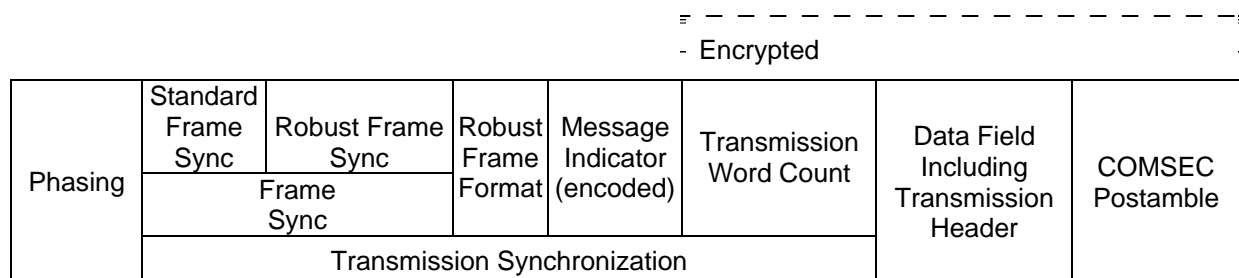 Encrypted
Phasing
Standard
Frame
Sync
Robust Frame
Sync
Frame
Sync
Robust
Frame
Format
Message
Indicator
(encoded)
Transmission
Word Count
Transmission Synchronization
Data Field
Including
Transmission
Header
COMSEC
Postamble